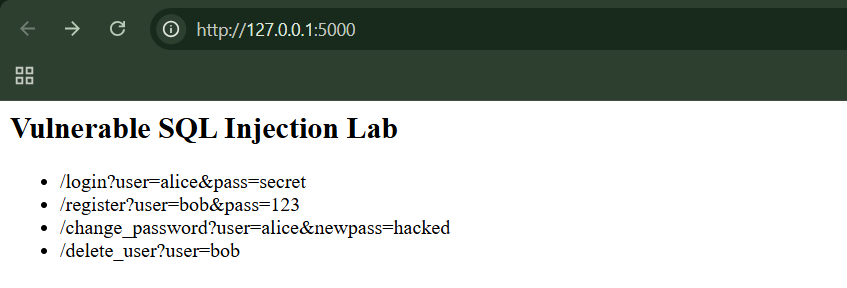 http://127.0.0.1:5000
Vulnerable SQL Injection Lab
/login?user=alice&pass=secret
/register?user=bob&pass=123
/change_password?user=alice&newpass=hacked
/delete_user?user=bob